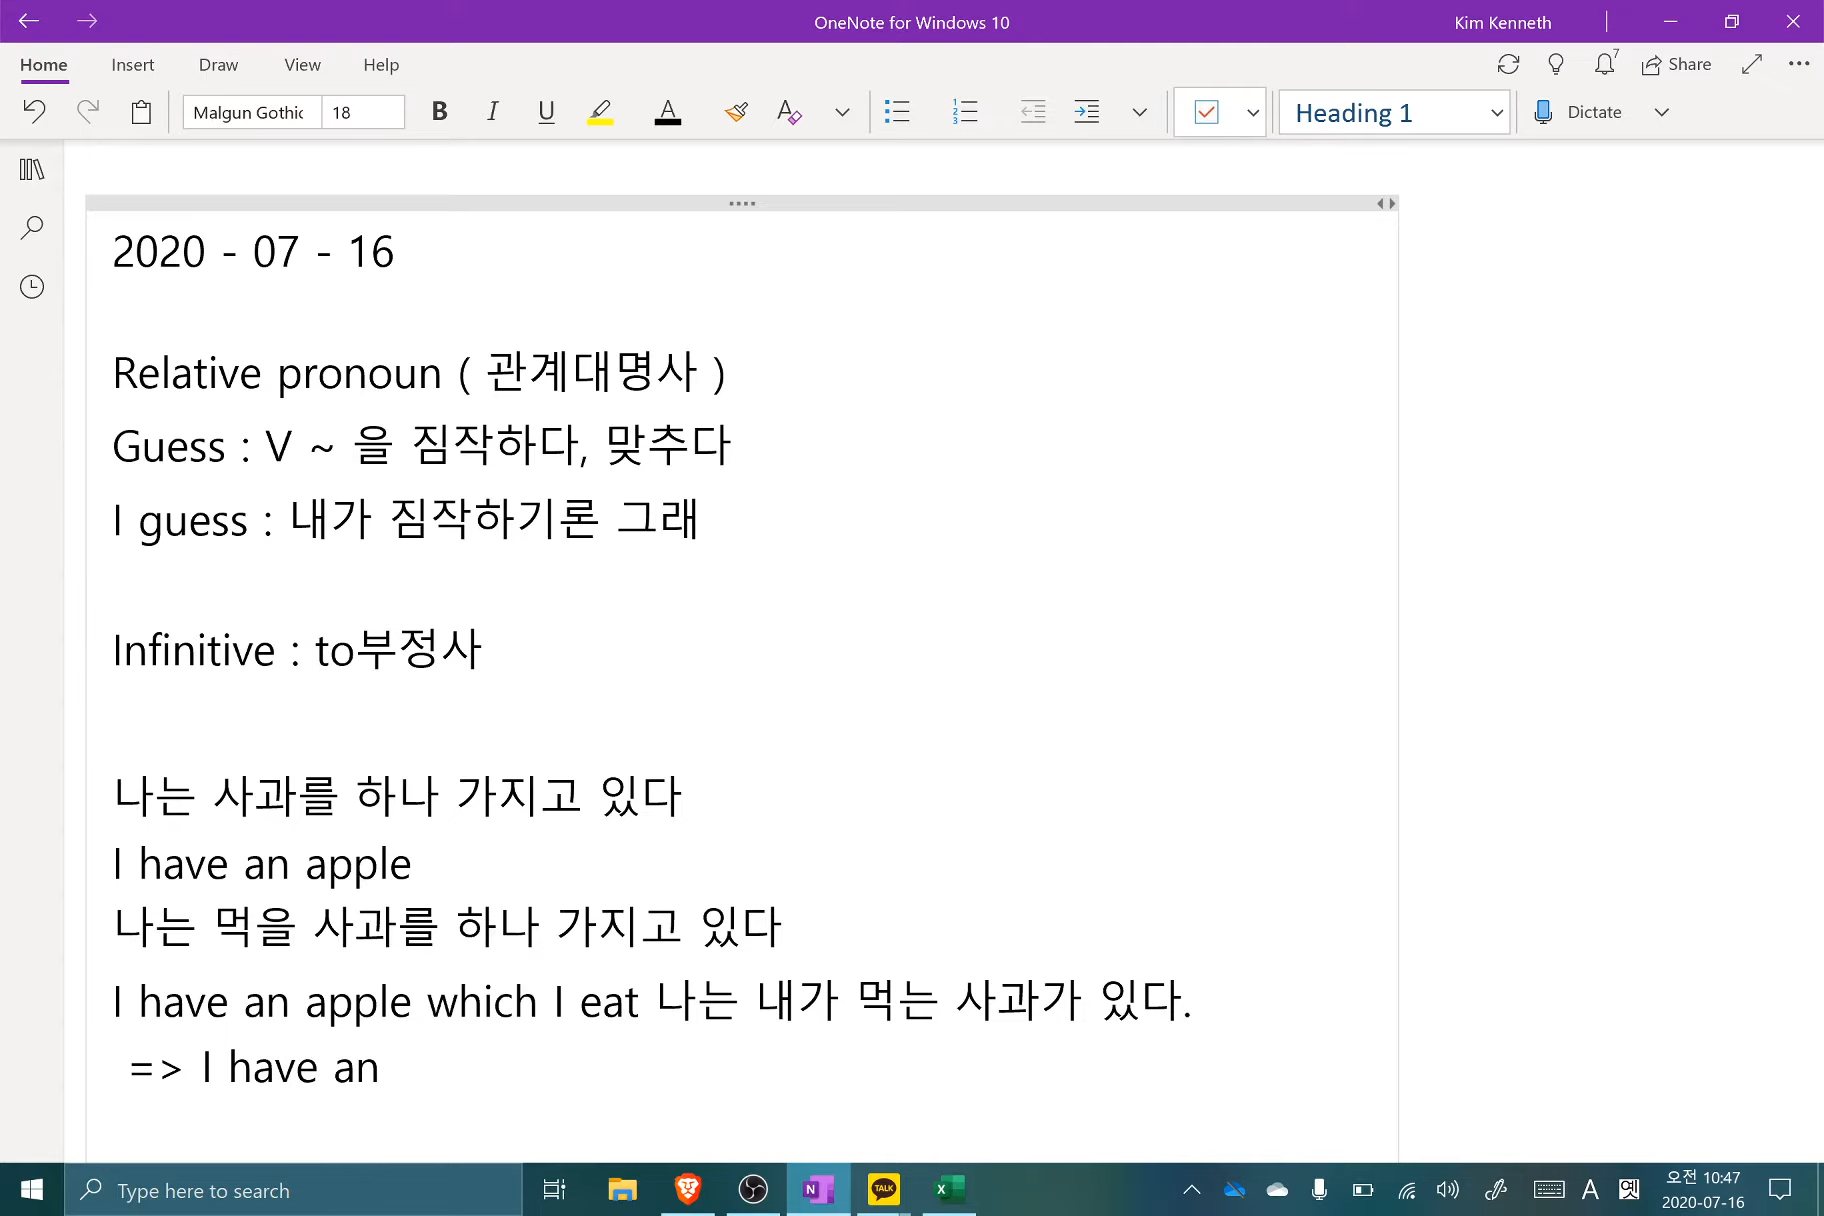 OneNote for Windows 10
Kim Kenneth
Home
Insert
Draw
View
Help
7
Share
Malgun Gothic
18
B
I
U
A
A
1
2
3
Heading 1
Dictate
2020 - 07 - 16
Relative pronoun ( 관계대명사 )
Guess : V ~ 을 짐작하다, 맞추다
I guess : 내가 짐작하기론 그래
Infinitive : to부정사
나는 사과를 하나 가지고 있다
I have an apple
나는 먹을 사과를 하나 가지고 있다
I have an apple which I eat 나는 내가 먹는 사과가 있다.
=> I have an
Type here to search
N
TALK
X
A
오전 10:47
2020-07-16